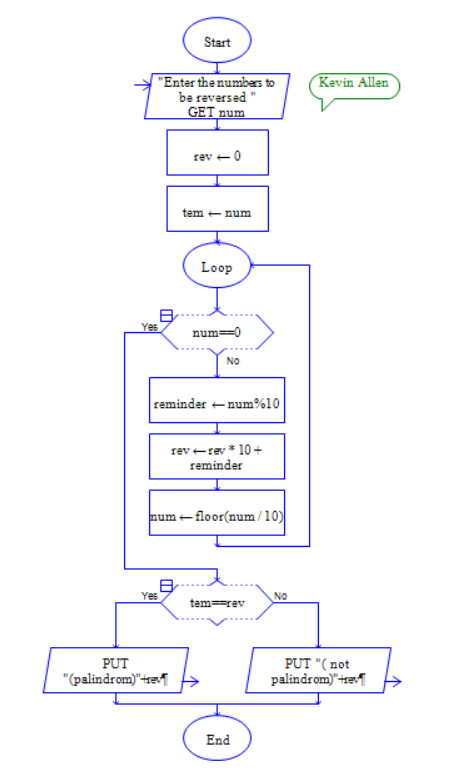 Start
"Enter the numbers to
be reversed "
GET num
Kevin Allen
rev ← 0
tem ← num
Loop
Yes
num==0
No
reminder ← num%10
rev ← rev * 10 +
reminder
num ← floor(num / 10)
Yes
tem==rev
No
PUT
"(palindrom)"+rev¶
PUT "( not
palindrom)"+rev¶
End